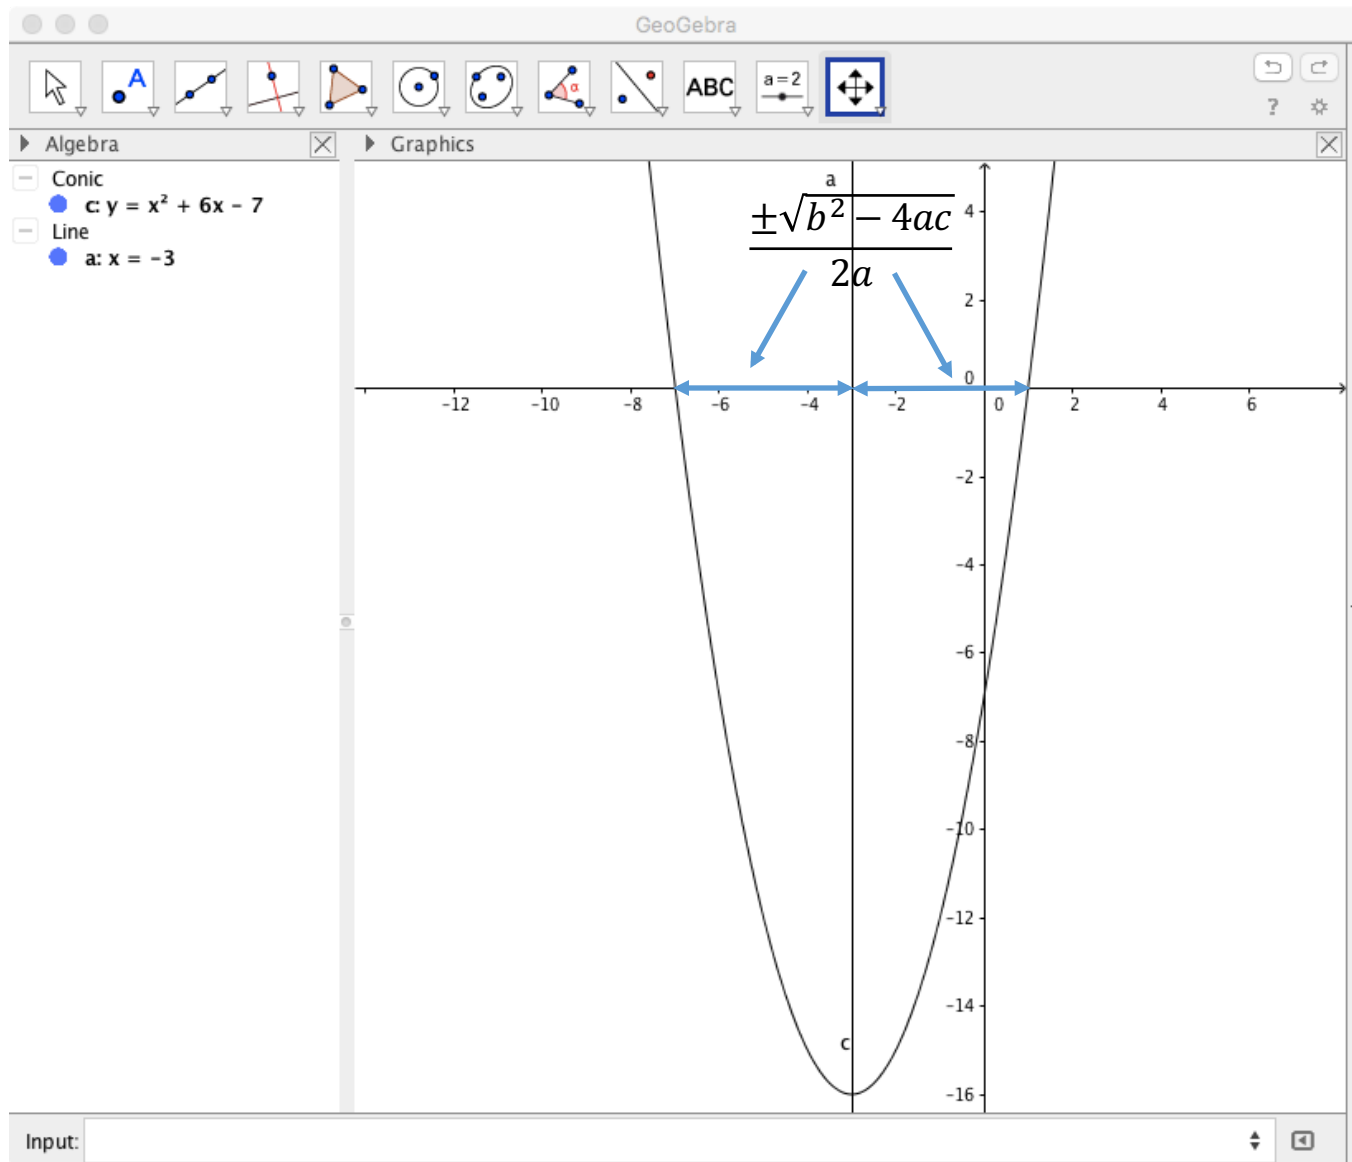 GeoGebra
A
α
ABC
a=2
?
Algebra
Graphics
Conic
c: y = x² + 6x – 7
Line
a: x = –3
a
±√(b² − 4ac)
2a
4
2
0
-12 -10 -8 -6 -4 -2 0 2 4 6
-2
-4
-6
-8
-10
-12
-14
c
-16
Input: